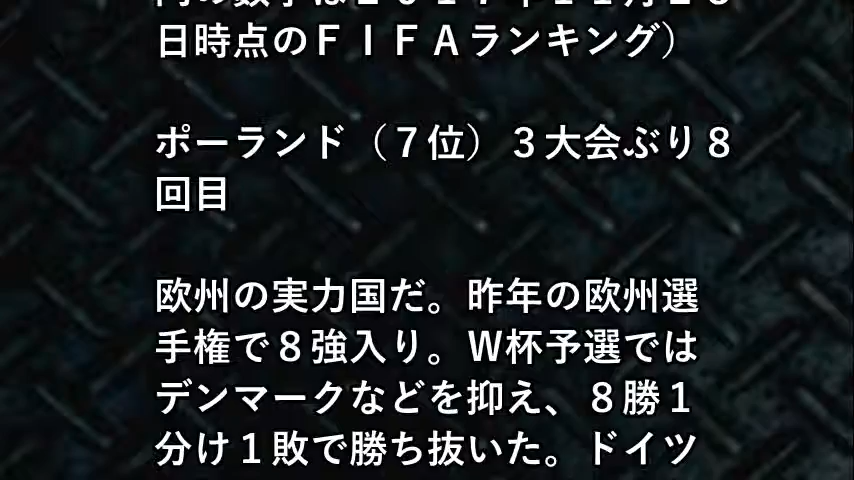 日時点のＦＩＦＡランキング）
ポーランド（７位）３大会ぶり８
回目
欧州の実力国だ。昨年の欧州選
手権で８強入り。Ｗ杯予選では
デンマークなどを抑え、８勝１
分け１敗で勝ち抜いた。ドイツ